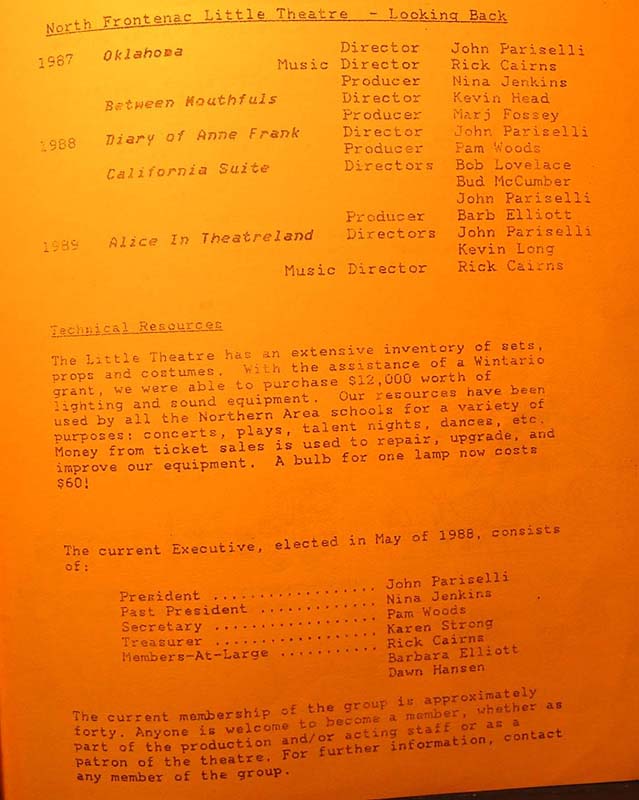 North Frontenac Little Theatre - Looking Back
1987 Oklahoma Director John Pariselli
Music Director Rick Cairns
Producer Nina Jenkins
Between Mouthfuls Director Kevin Head
Producer Marj Fossey
1988 Diary of Anne Frank Director John Pariselli
Producer Pam Woods
California Suite Directors Bob Lovelace
Bud McCumber
John Pariselli
Producer Barb Elliott
1989 Alice In Theatreland Directors John Pariselli
Kevin Long
Music Director Rick Cairns
Technical Resources
The Little Theatre has an extensive inventory of sets,
props and costumes. With the assistance of a Wintario
grant, we were able to purchase $12,000 worth of
lighting and sound equipment. Our resources have been
used by all the Northern Area schools for a variety of
purposes: concerts, plays, talent nights, dances, etc.
Money from ticket sales is used to repair, upgrade, and
improve our equipment. A bulb for one lamp now costs
$60!
The current Executive, elected in May of 1988, consists
of:
President .................. John Pariselli
Past President ............. Nina Jenkins
Secretary .................. Pam Woods
Treasurer .................. Karen Strong
Members-At-Large ........... Rick Cairns
Barbara Elliott
Dawn Hansen
The current membership of the group is approximately
forty. Anyone is welcome to become a member, whether as
part of the production and/or acting staff or as a
patron of the theatre. For further information, contact
any member of the group.